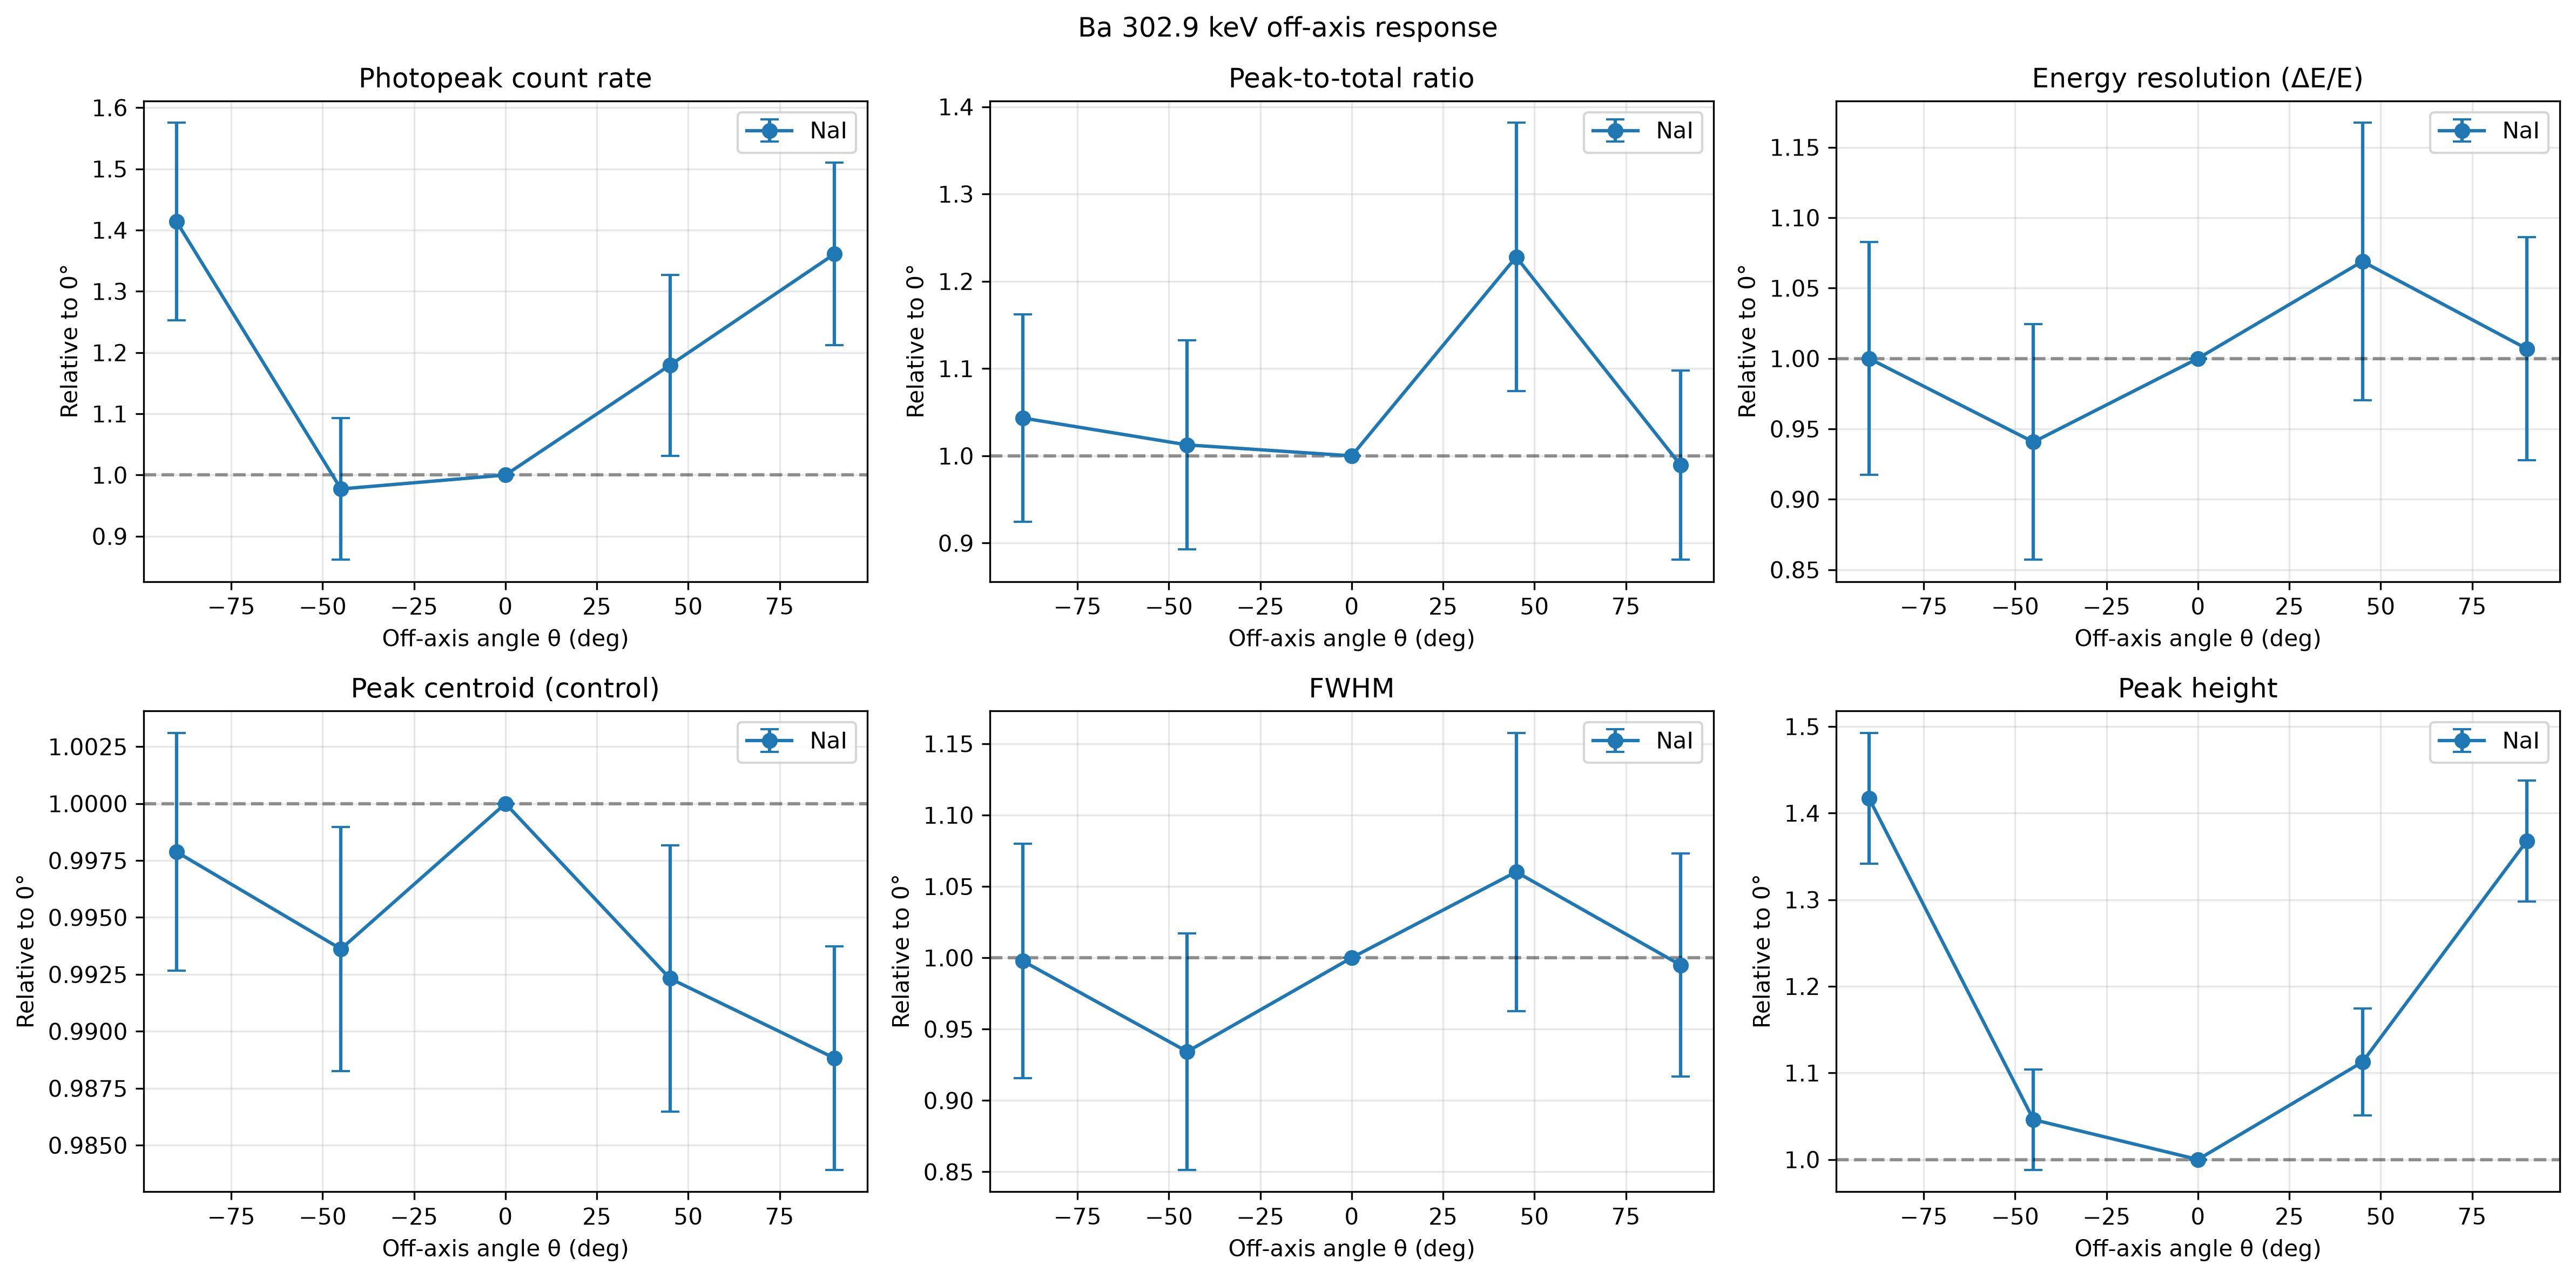 Ba 302.9 keV off-axis response
Photopeak count rate
Relative to 0°
1.6
1.5
1.4
1.3
1.2
1.1
1.0
0.9
NaI
−75 −50 −25 0 25 50 75
Off-axis angle θ (deg)
Peak-to-total ratio
Relative to 0°
1.4
1.3
1.2
1.1
1.0
0.9
NaI
−75 −50 −25 0 25 50 75
Off-axis angle θ (deg)
Energy resolution (ΔE/E)
Relative to 0°
1.15
1.10
1.05
1.00
0.95
0.90
0.85
NaI
−75 −50 −25 0 25 50 75
Off-axis angle θ (deg)
Peak centroid (control)
Relative to 0°
1.0025
1.0000
0.9975
0.9950
0.9925
0.9900
0.9875
0.9850
NaI
−75 −50 −25 0 25 50 75
Off-axis angle θ (deg)
FWHM
Relative to 0°
1.15
1.10
1.05
1.00
0.95
0.90
0.85
NaI
−75 −50 −25 0 25 50 75
Off-axis angle θ (deg)
Peak height
Relative to 0°
1.5
1.4
1.3
1.2
1.1
1.0
NaI
−75 −50 −25 0 25 50 75
Off-axis angle θ (deg)